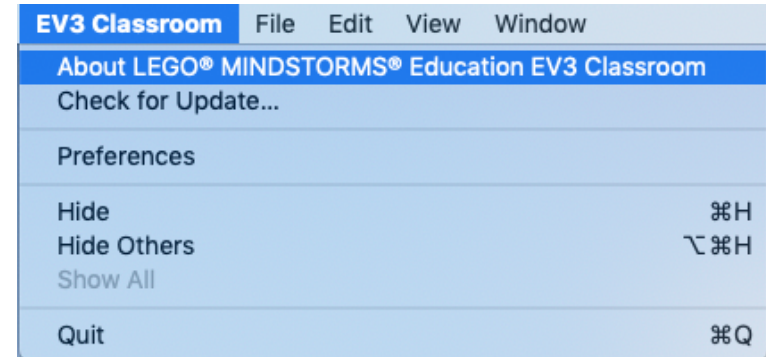 EV3 Classroom File Edit View Window
About LEGO® MINDSTORMS® Education EV3 Classroom
Check for Update...
Preferences
Hide ⌘H
Hide Others ⌥⌘H
Show All
Quit ⌘Q